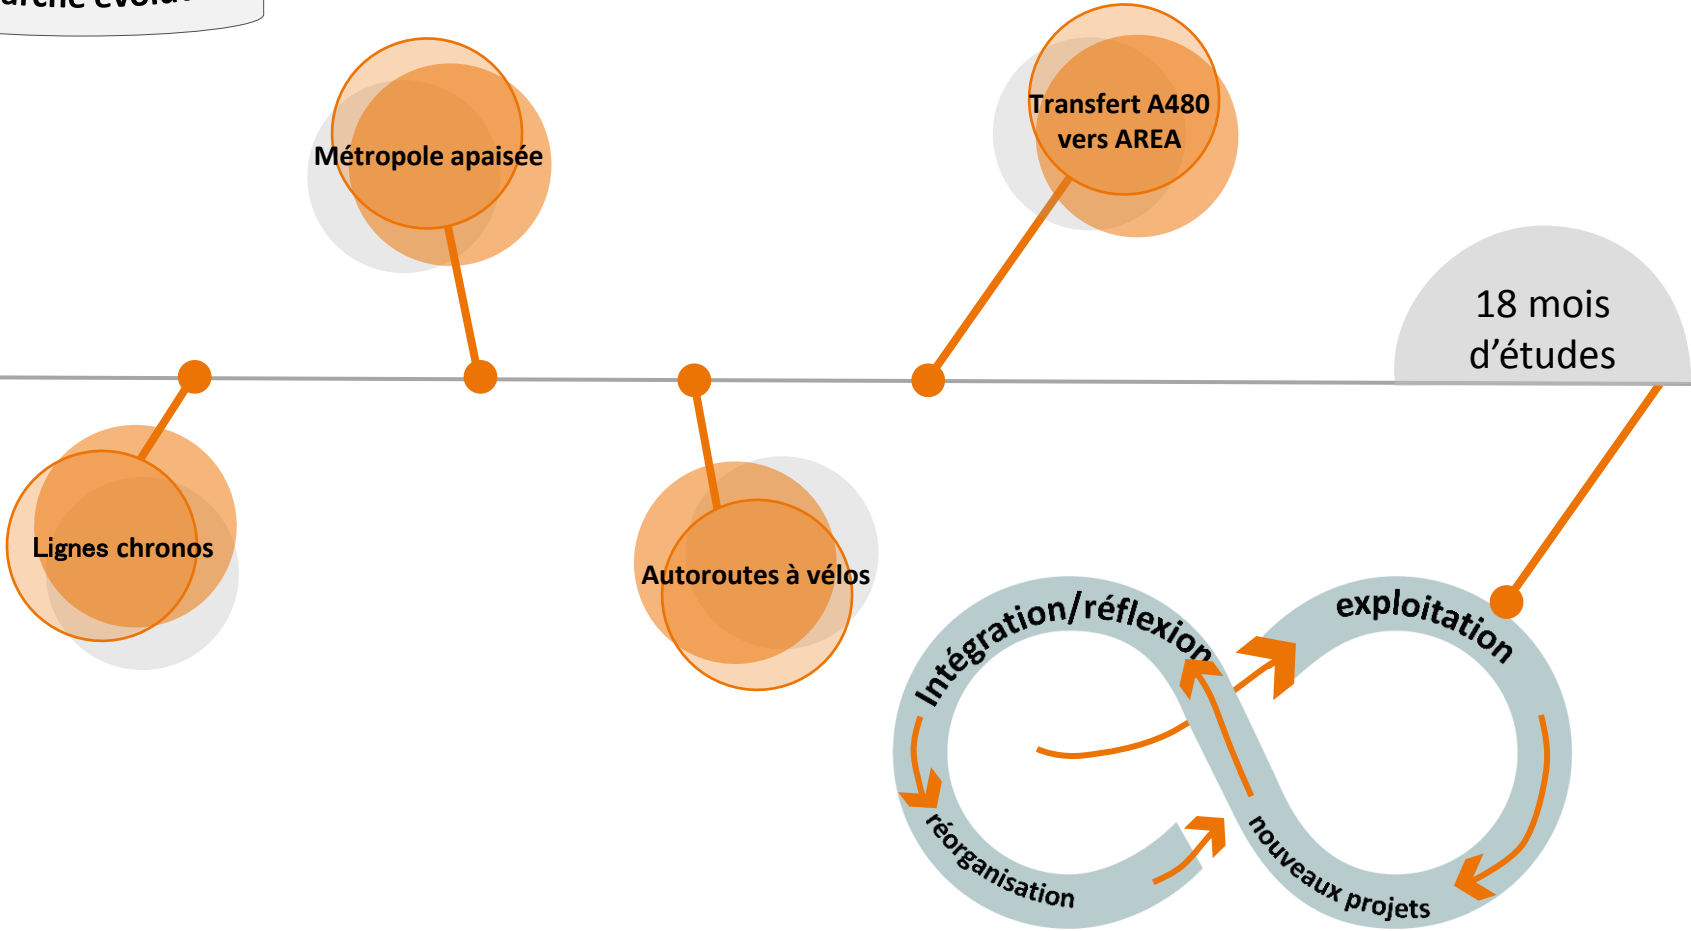 Métropole apaisée
Transfert A480
vers AREA
18 mois
d’études
Lignes chronos
Autoroutes à vélos
Intégration/réflexion
exploitation
réorganisation
nouveaux projets